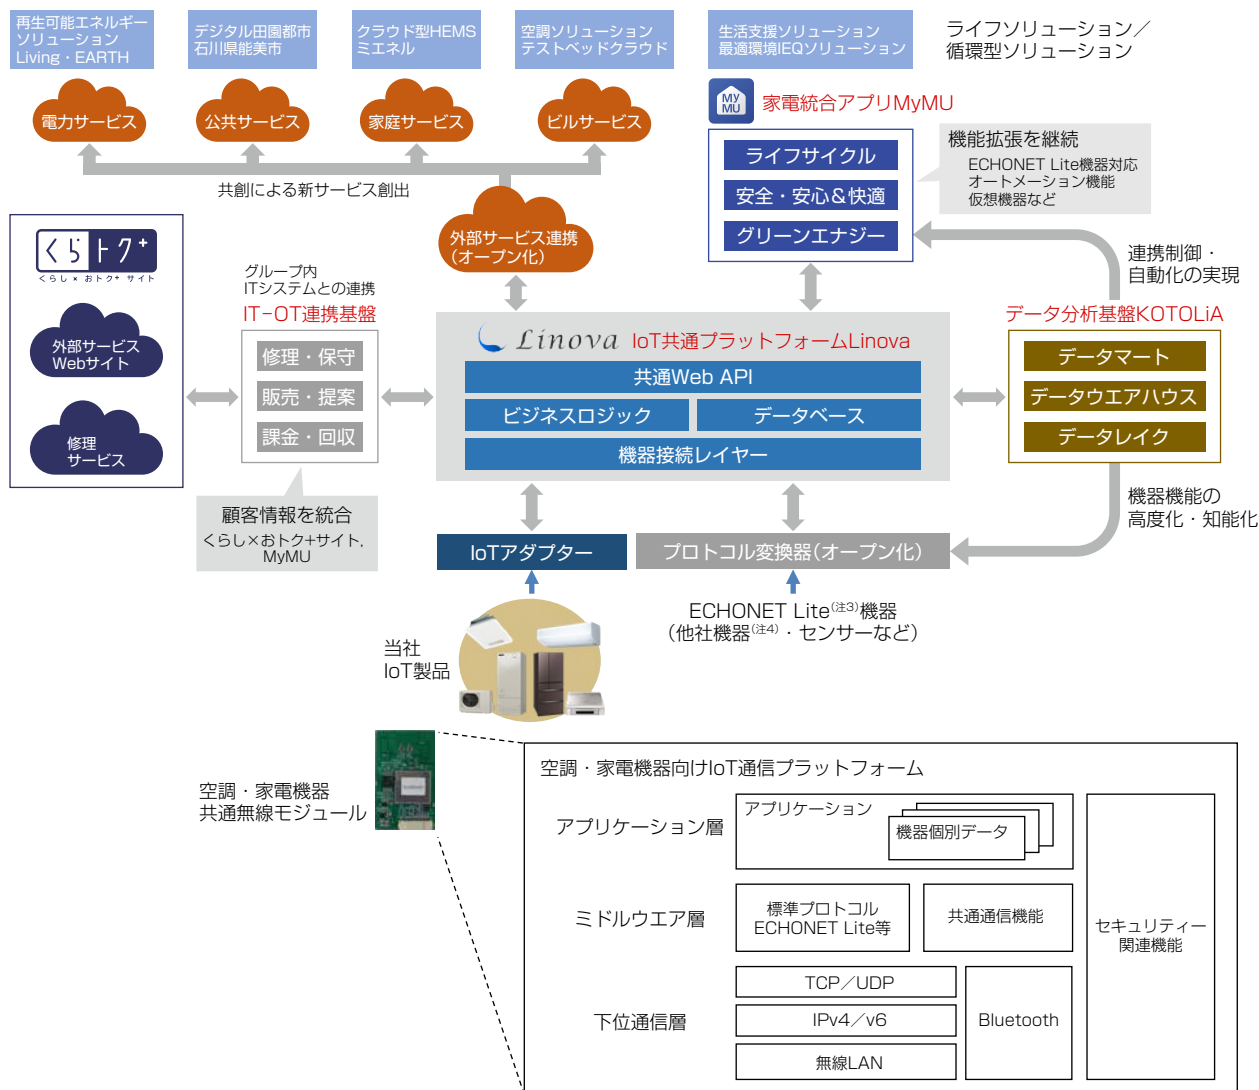 再生可能エネルギー
ソリューション
Living・EARTH
デジタル田園都市
石川県能美市
クラウド型HEMS
ミエネル
空調ソリューション
テストベッドクラウド
生活支援ソリューション
最適環境IEQソリューション
ライフソリューション／
循環型ソリューション
電力サービス
公共サービス
家庭サービス
ビルサービス
MyMU
家電統合アプリMyMU
ライフサイクル
安全・安心＆快適
グリーンエナジー
機能拡張を継続
ECHONET Lite機器対応
オートメーション機能
仮想機器など
共創による新サービス創出
外部サービス連携
(オープン化)
くらトク+
くらし×おトク+ サイト
外部サービス
Webサイト
修理
サービス
グループ内
ITシステムとの連携
IT-OT連携基盤
修理・保守
販売・提案
課金・回収
顧客情報を統合
くらし×おトク+サイト，
MyMU
Linova IoT共通プラットフォームLinova
共通Web API
ビジネスロジック
データベース
機器接続レイヤー
連携制御・
自動化の実現
データ分析基盤KOTOLiA
データマート
データウエアハウス
データレイク
機器機能の
高度化・知能化
IoTアダプター
プロトコル変換器(オープン化)
ECHONET Lite(注3)機器
(他社機器(注4)・センサーなど)
当社
IoT製品
空調・家電機器
共通無線モジュール
空調・家電機器向けIoT通信プラットフォーム
アプリケーション層
アプリケーション
機器個別データ
ミドルウエア層
標準プロトコル
ECHONET Lite等
共通通信機能
セキュリティー
関連機能
下位通信層
TCP／UDP
IPv4／v6
無線LAN
Bluetooth